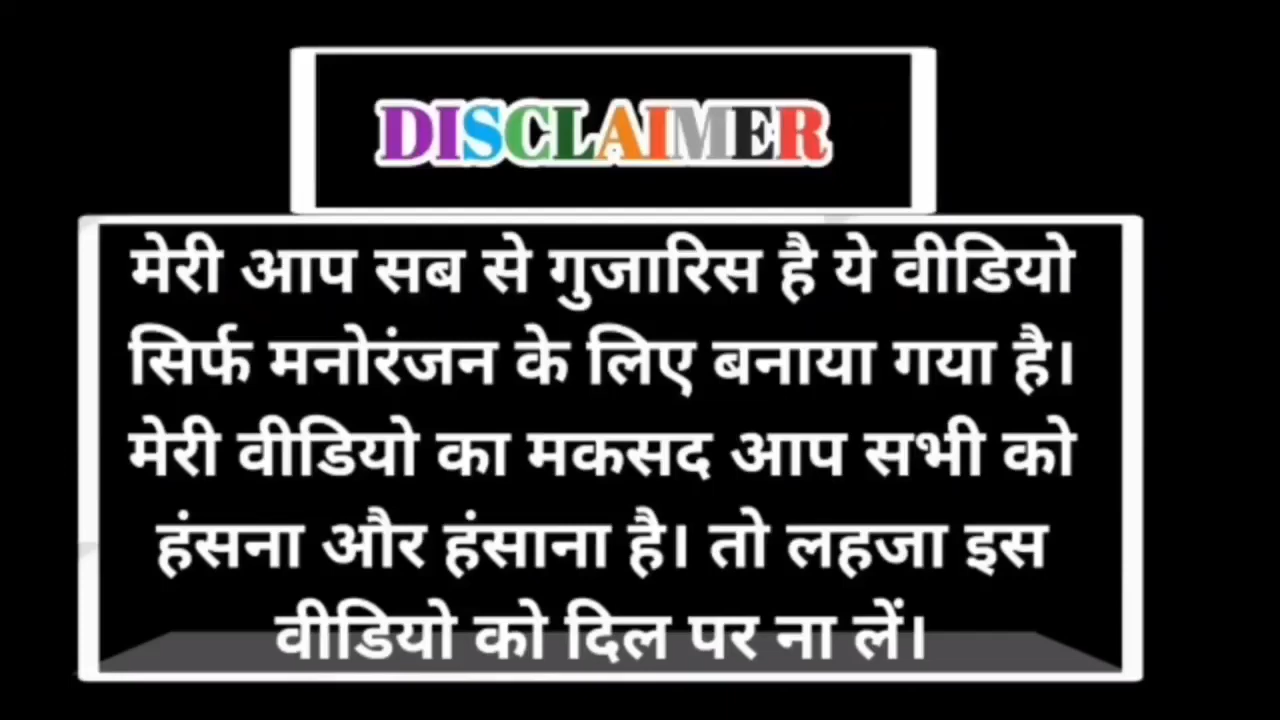 DISCLAIMER
मेरी आप सब से गुजारिस है ये वीडियो
सिर्फ मनोरंजन के लिए बनाया गया है।
मेरी वीडियो का मकसद आप सभी को
हंसना और हंसाना है। तो लहजा इस
वीडियो को दिल पर ना लें।